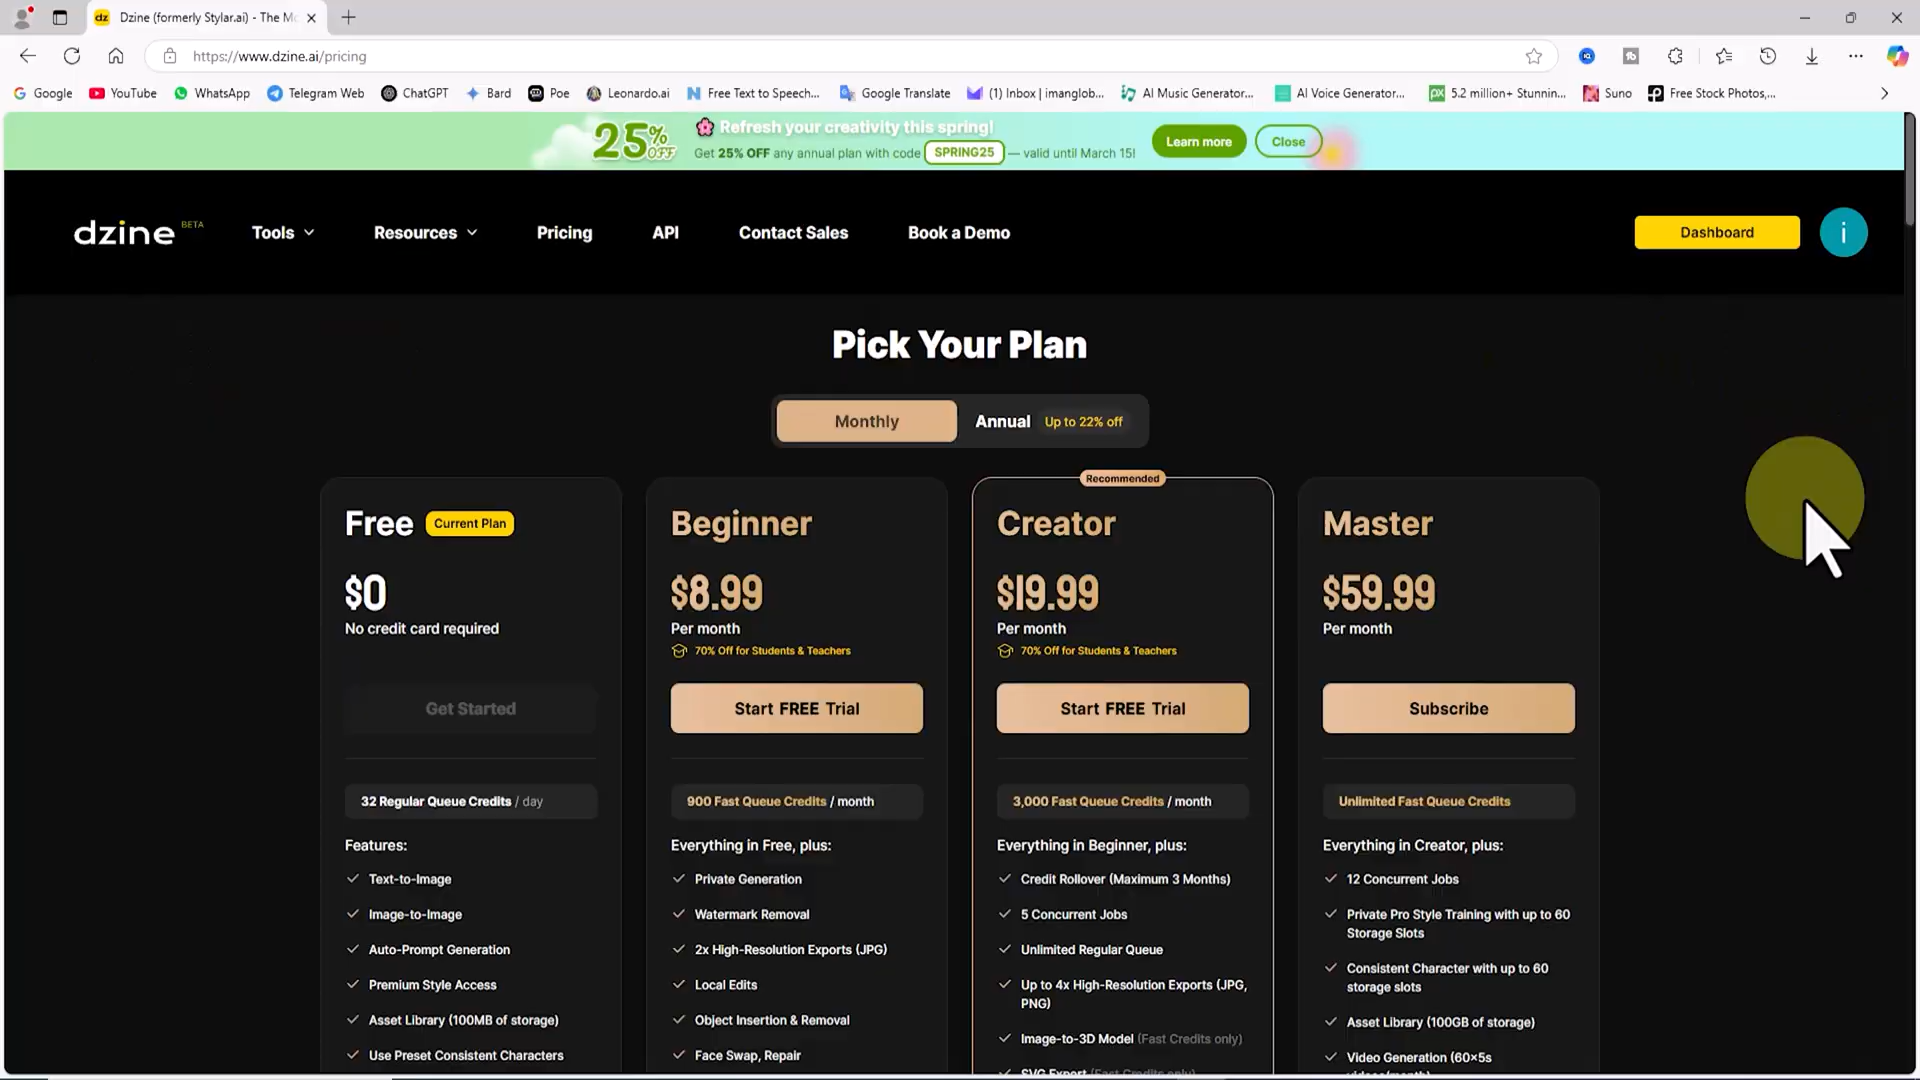 Dzine (formerly Stylar.ai) - The Mo
https://www.dzine.ai/pricing
Google
YouTube
WhatsApp
Telegram Web
ChatGPT
Bard
Poe
Leonardo.ai
Free Text to Speech...
Google Translate
(1) Inbox | imanglob...
AI Music Generator...
AI Voice Generator...
5.2 million+ Stunnin...
Suno
Free Stock Photos,...
25% OFF
Refresh your creativity this spring!
Get 25% OFF any annual plan with code SPRING25 — valid until March 15!
Learn more
Close
dzine BETA
Tools
Resources
Pricing
API
Contact Sales
Book a Demo
Dashboard
i
Pick Your Plan
Monthly
Annual Up to 22% off
Free Current Plan
$0
No credit card required
Get Started
32 Regular Queue Credits / day
Features:
Text-to-Image
Image-to-Image
Auto-Prompt Generation
Premium Style Access
Asset Library (100MB of storage)
Use Preset Consistent Characters
Beginner
$8.99
Per month
70% Off for Students & Teachers
Start FREE Trial
900 Fast Queue Credits / month
Everything in Free, plus:
Private Generation
Watermark Removal
2x High-Resolution Exports (JPG)
Local Edits
Object Insertion & Removal
Face Swap, Repair
Recommended
Creator
$19.99
Per month
70% Off for Students & Teachers
Start FREE Trial
3,000 Fast Queue Credits / month
Everything in Beginner, plus:
Credit Rollover (Maximum 3 Months)
5 Concurrent Jobs
Unlimited Regular Queue
Up to 4x High-Resolution Exports (JPG,
PNG)
Image-to-3D Model (Fast Credits only)
SVG Export (Fast Credits only)
Master
$59.99
Per month
Subscribe
Unlimited Fast Queue Credits
Everything in Creator, plus:
12 Concurrent Jobs
Private Pro Style Training with up to 60
Storage Slots
Consistent Character with up to 60
storage slots
Asset Library (100GB of storage)
Video Generation (60×5s
videos/month)